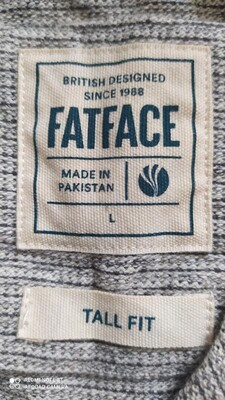 BRITISH DESIGNED
SINCE 1988
FATFACE
MADE IN
PAKISTAN
L
TALL FIT